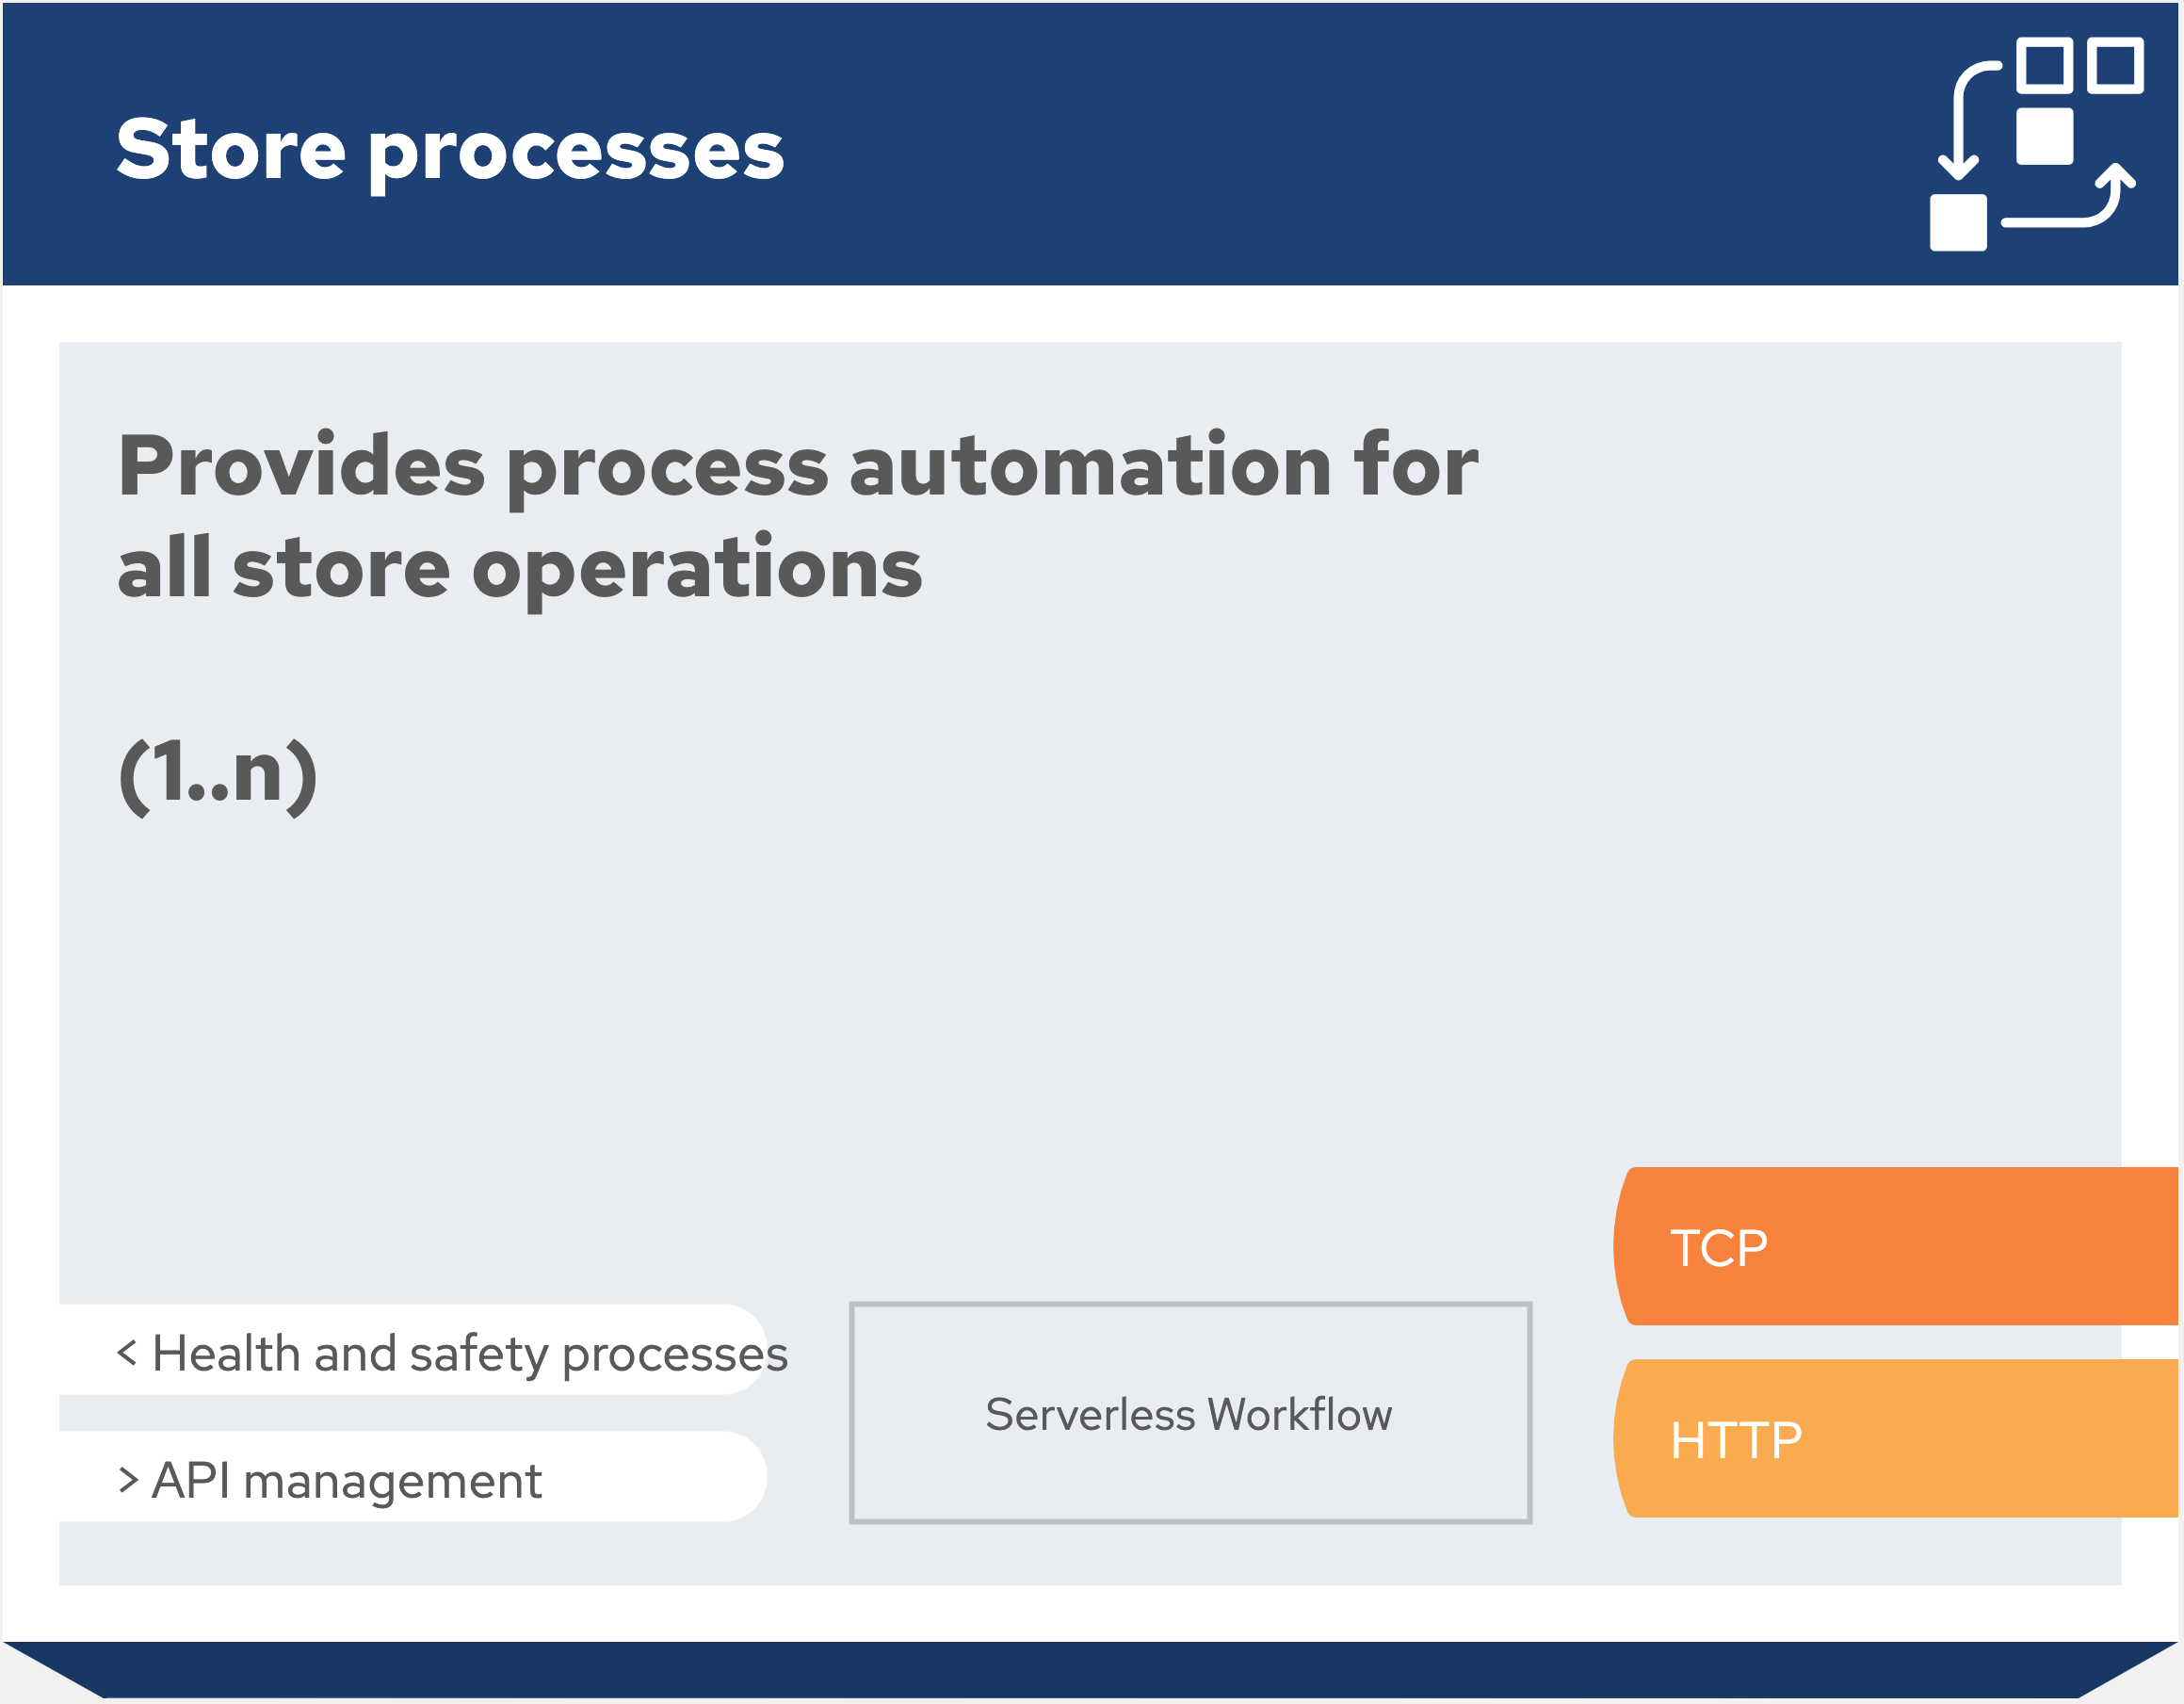 Store processes
Provides process automation for
all store operations
(1..n)
TCP
< Health and safety processes
Serverless Workflow
HTTP
> API management